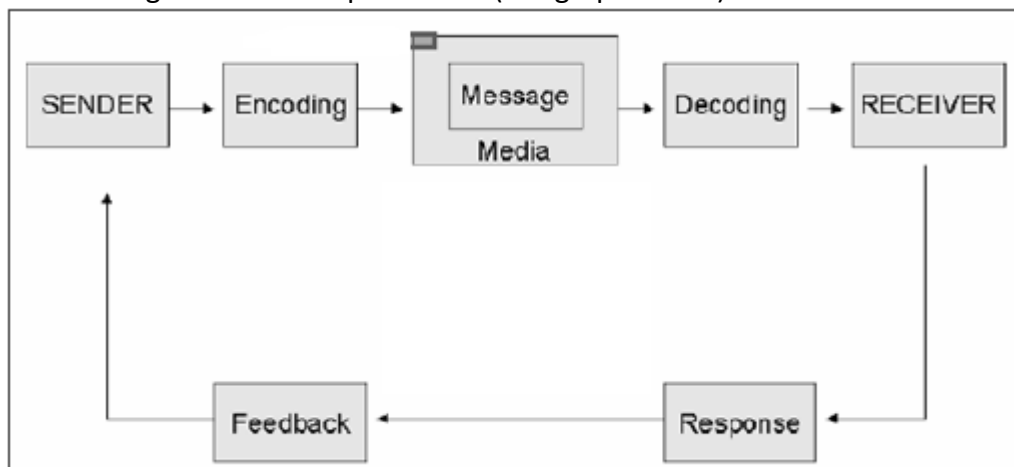 SENDER
Encoding
Message
Media
Decoding
RECEIVER
Feedback
Response